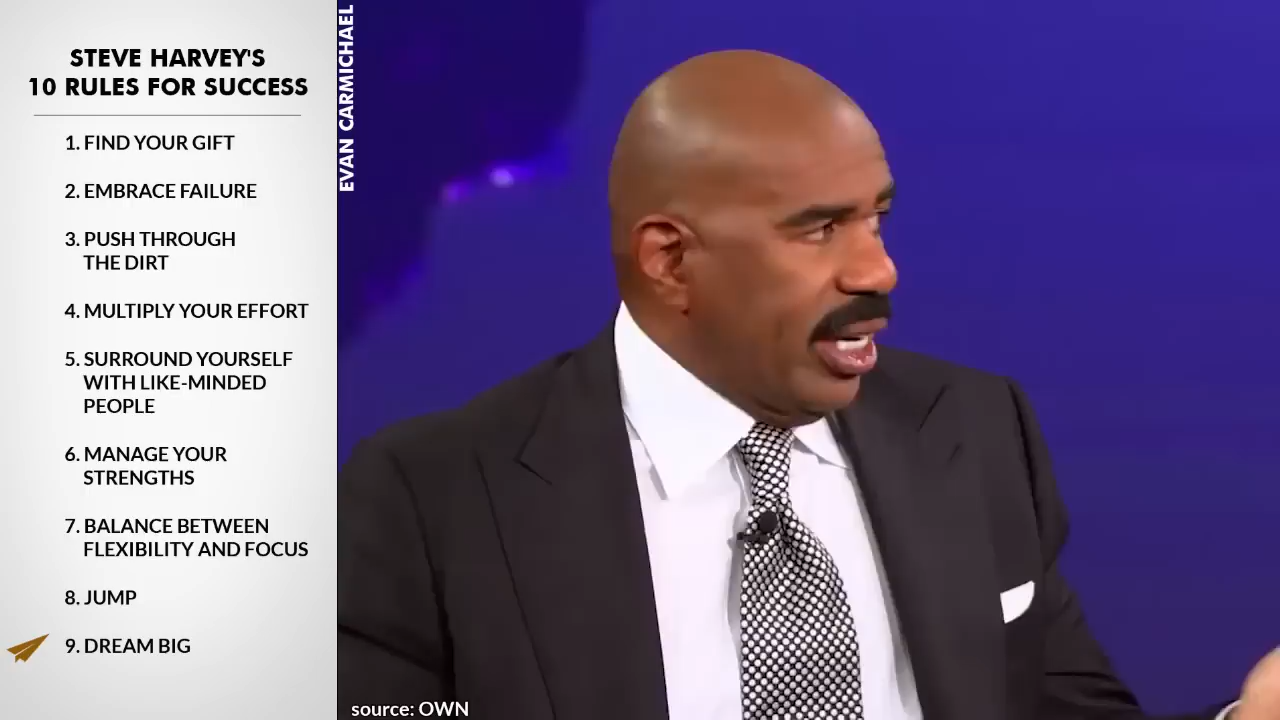 STEVE HARVEY'S
10 RULES FOR SUCCESS
1. FIND YOUR GIFT
2. EMBRACE FAILURE
3. PUSH THROUGH
THE DIRT
4. MULTIPLY YOUR EFFORT
5. SURROUND YOURSELF
WITH LIKE-MINDED
PEOPLE
6. MANAGE YOUR
STRENGTHS
7. BALANCE BETWEEN
FLEXIBILITY AND FOCUS
8. JUMP
9. DREAM BIG
EVAN CARMICHAEL
source: OWN